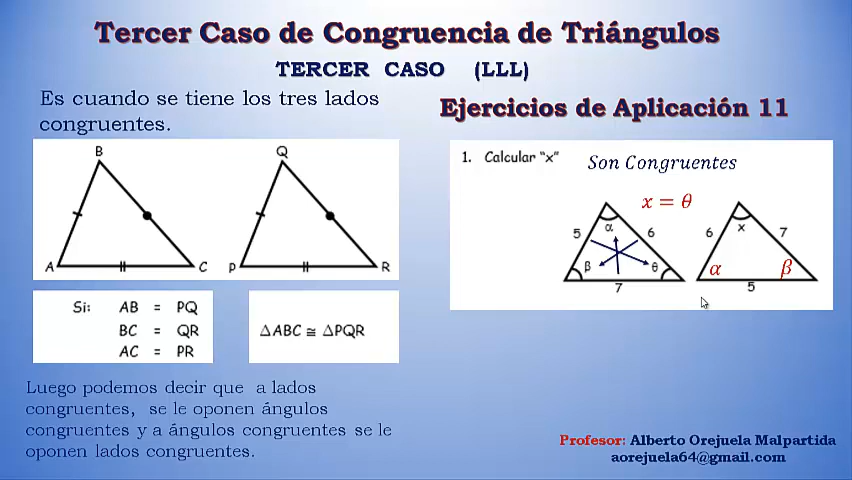 Tercer Caso de Congruencia de Triángulos
TERCER CASO (LLL)
Es cuando se tiene los tres lados
congruentes.
B
A
C
Q
P
R
Si: AB = PQ
BC = QR
AC = PR
ΔABC ≅ ΔPQR
Luego podemos decir que a lados
congruentes, se le oponen ángulos
congruentes y a ángulos congruentes se le
oponen lados congruentes.
Ejercicios de Aplicación 11
1. Calcular "x"
Son Congruentes
x = θ
5
α
6
β
θ
7
6
x
7
α
β
5
Profesor: Alberto Orejuela Malpartida
aorejuela64@gmail.com